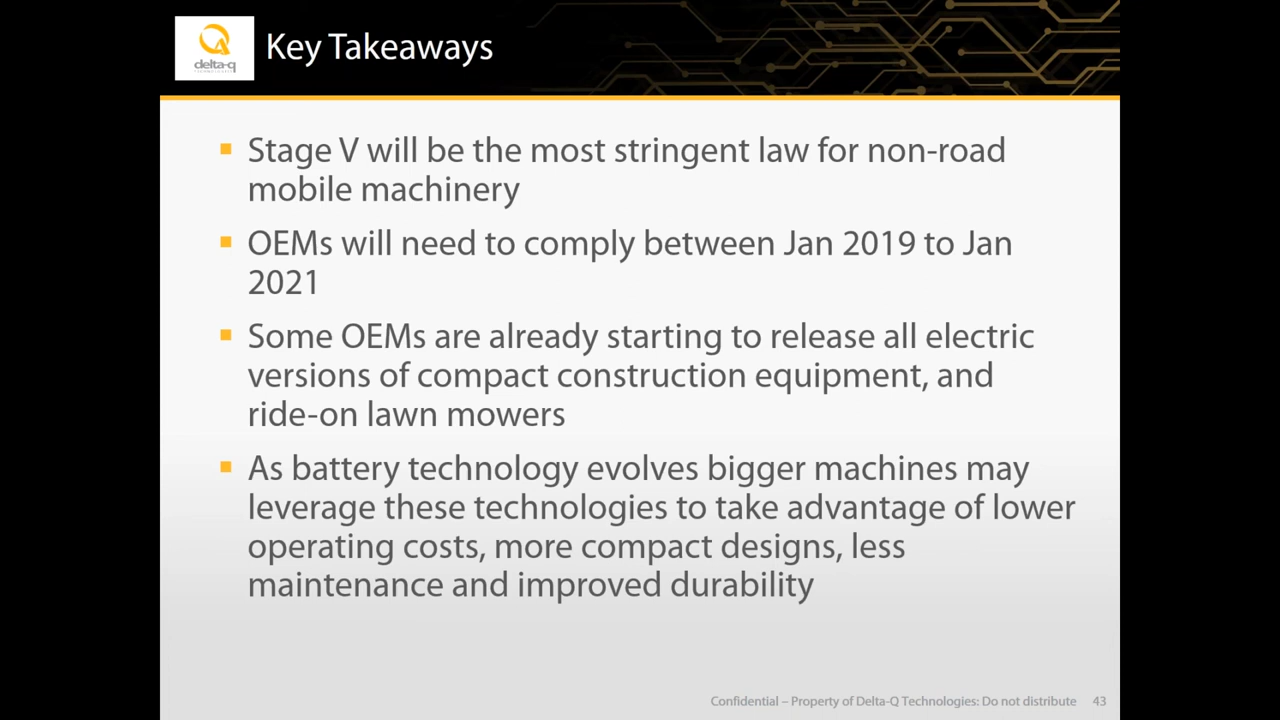 delta-q
TECHNOLOGIES
Key Takeaways
Stage V will be the most stringent law for non-road
mobile machinery
OEMs will need to comply between Jan 2019 to Jan
2021
Some OEMs are already starting to release all electric
versions of compact construction equipment, and
ride-on lawn mowers
As battery technology evolves bigger machines may
leverage these technologies to take advantage of lower
operating costs, more compact designs, less
maintenance and improved durability
Confidential – Property of Delta-Q Technologies: Do not distribute 43